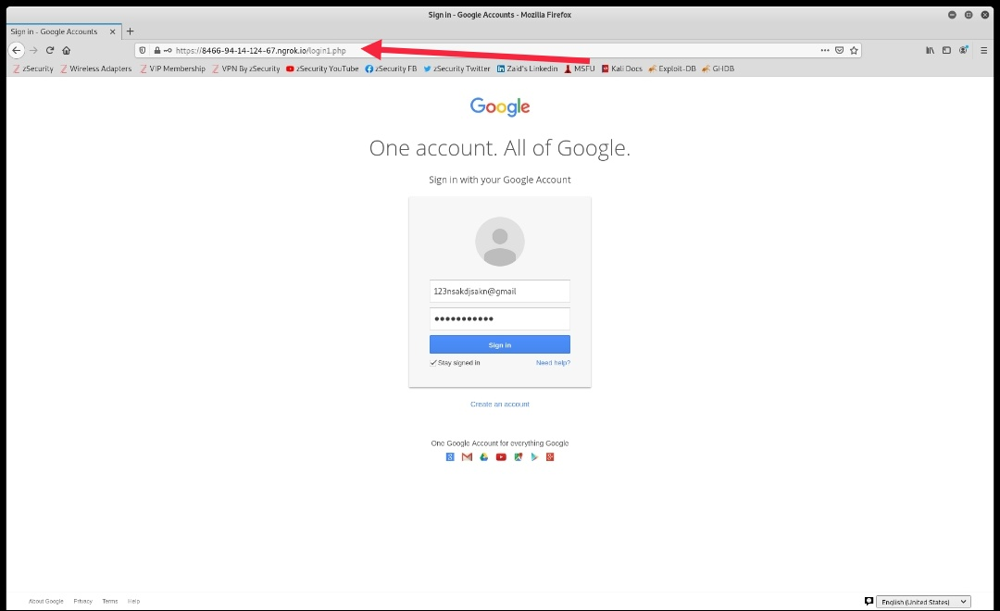 Sign in - Google Accounts - Mozilla Firefox
Sign in - Google Accounts
https://8466-94-14-124-67.ngrok.io/login1.php
zSecurity Wireless Adapters VIP Membership VPN By zSecurity zSecurity YouTube zSecurity FB zSecurity Twitter Zaid's Linkedin MSFU Kali Docs Exploit-DB GHDB
Google
One account. All of Google.
Sign in with your Google Account
123nsakdjsakn@gmail
Sign in
Stay signed in Need help?
Create an account
One Google Account for everything Google
About Google Privacy Terms Help English (United States)